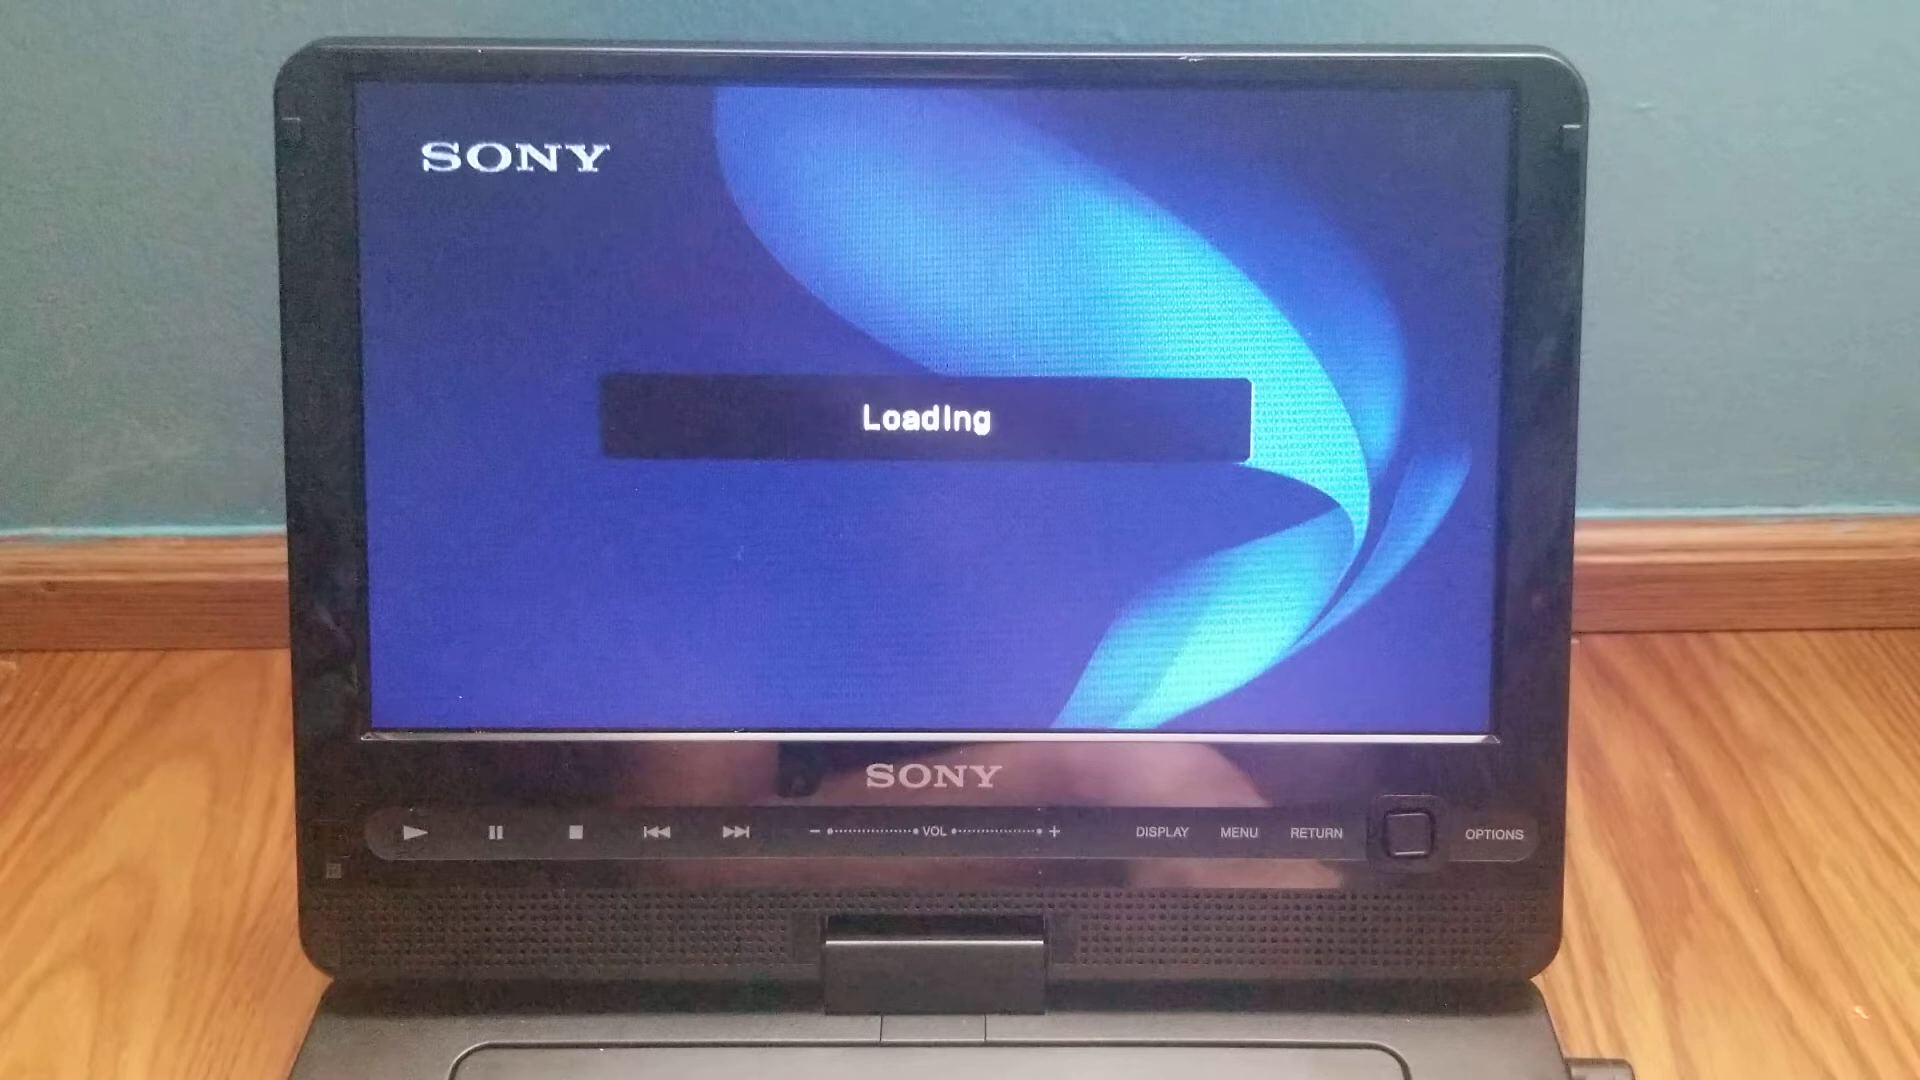 SONY
Loading
SONY
− VOL +
DISPLAY MENU RETURN OPTIONS